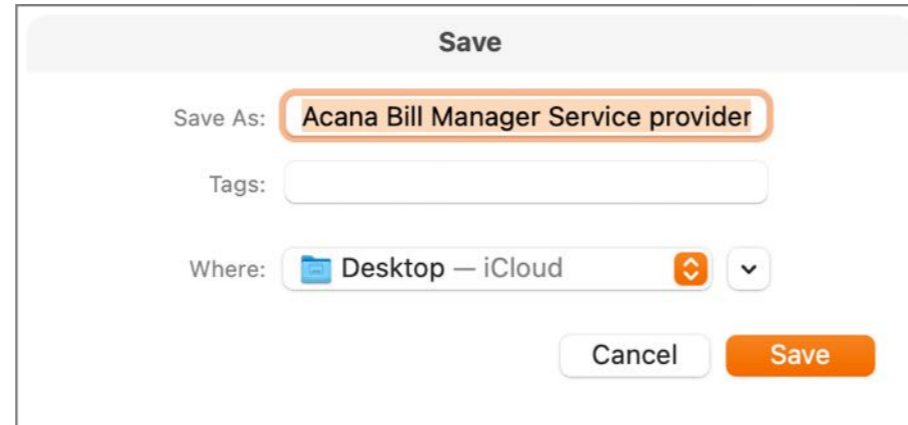 Save
Save As: Acana Bill Manager Service provider
Tags:
Where: Desktop — iCloud
Cancel Save